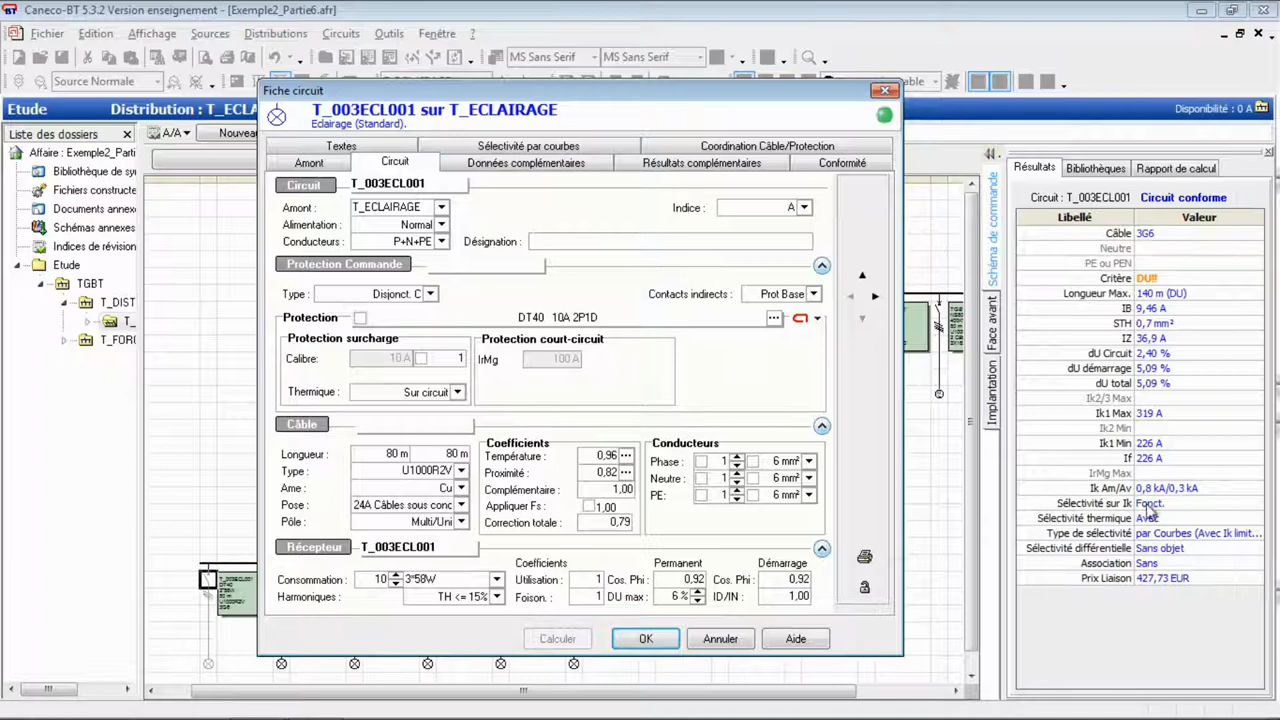 Caneco-BT 5.3.2 Version enseignement - [Exemple2_Partie6.afr]
Fichier Edition Affichage Sources Distributions Circuits Outils Fenêtre ?
MS Sans Serif MS Sans Serif
Source Normale
Etude Distribution : T_ECLA Disponibilité : 0 A
Liste des dossiers
A/A Nouveau
Affaire : Exemple2_Parti
Bibliothèque de sy
Fichiers constructe
Documents annexe
Schémas annexes
Indices de révision
Etude
TGBT
T_DIST
T_
T_FOR
Fiche circuit
T_003ECL001 sur T_ECLAIRAGE
Eclairage (Standard).
Textes Sélectivité par courbes Coordination Câble/Protection
Amont Circuit Données complémentaires Résultats complémentaires Conformité
Circuit T_003ECL001
Amont : T_ECLAIRAGE Indice : A
Alimentation : Normal
Conducteurs : P+N+PE Désignation :
Protection Commande
Type : Disjonct. C Contacts indirects : Prot Base
Protection DT40 10A 2P1D ...
Protection surcharge Protection court-circuit
Calibre: 10 A 1 IrMg 100 A
Thermique : Sur circuit
Câble
Coefficients Conducteurs
Longueur : 80 m 80 m Température : 0,96 ... Phase : 1 6 mm²
Type : U1000R2V Proximité : 0,82 ... Neutre : 1 6 mm²
Ame : Cu Complémentaire : 1,00 PE: 1 6 mm²
Pose : 24A Câbles sous conc Appliquer Fs : 1,00
Pôle : Multi/Uni Correction totale : 0,79
Récepteur T_003ECL001
Coefficients Permanent Démarrage
Consommation : 10 3*58W Utilisation : 1 Cos. Phi : 0,92 Cos. Phi : 0,92
Harmoniques : TH <= 15% Foison. : 1 DU max : 6 % ID/IN : 1,00
Calculer OK Annuler Aide
Schéma de commande
Face avant
Implantation
Résultats Bibliothèques Rapport de calcul
Circuit : T_003ECL001 Circuit conforme
Libellé Valeur
Câble 3G6
Neutre
PE ou PEN
Critère DU!!
Longueur Max. 140 m (DU)
IB 9,46 A
STH 0,7 mm²
IZ 36,9 A
dU Circuit 2,40 %
dU démarrage 5,09 %
dU total 5,09 %
Ik2/3 Max
Ik1 Max 319 A
Ik2 Min
Ik1 Min 226 A
If 226 A
IrMg Max
Ik Am/Av 0,8 kA/0,3 kA
Sélectivité sur Ik Fonct.
Sélectivité thermique Avec
Type de sélectivité par Courbes (Avec Ik limit...
Sélectivité différentielle Sans objet
Association Sans
Prix Liaison 427,73 EUR